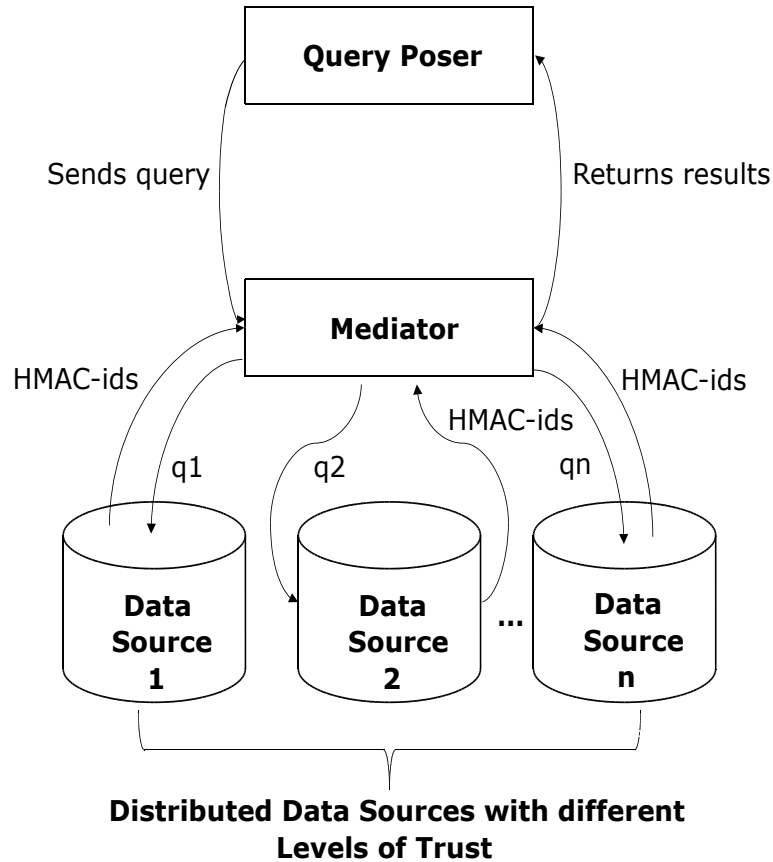 Query Poser
Sends query
Returns results
Mediator
HMAC-ids
HMAC-ids
HMAC-ids
q1
q2
qn
Data
Source
1
Data
Source
2
...
Data
Source
n
Distributed Data Sources with different
Levels of Trust